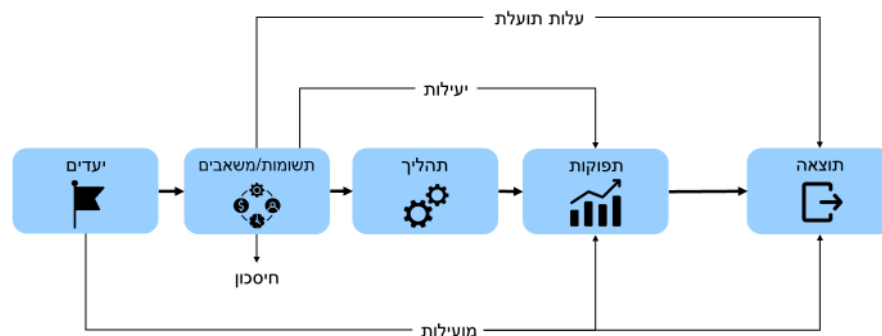 עלות תועלת
יעילות
יעדים
תשומות/משאבים
תהליך
תפוקות
תוצאה
$
חיסכון
מועילות